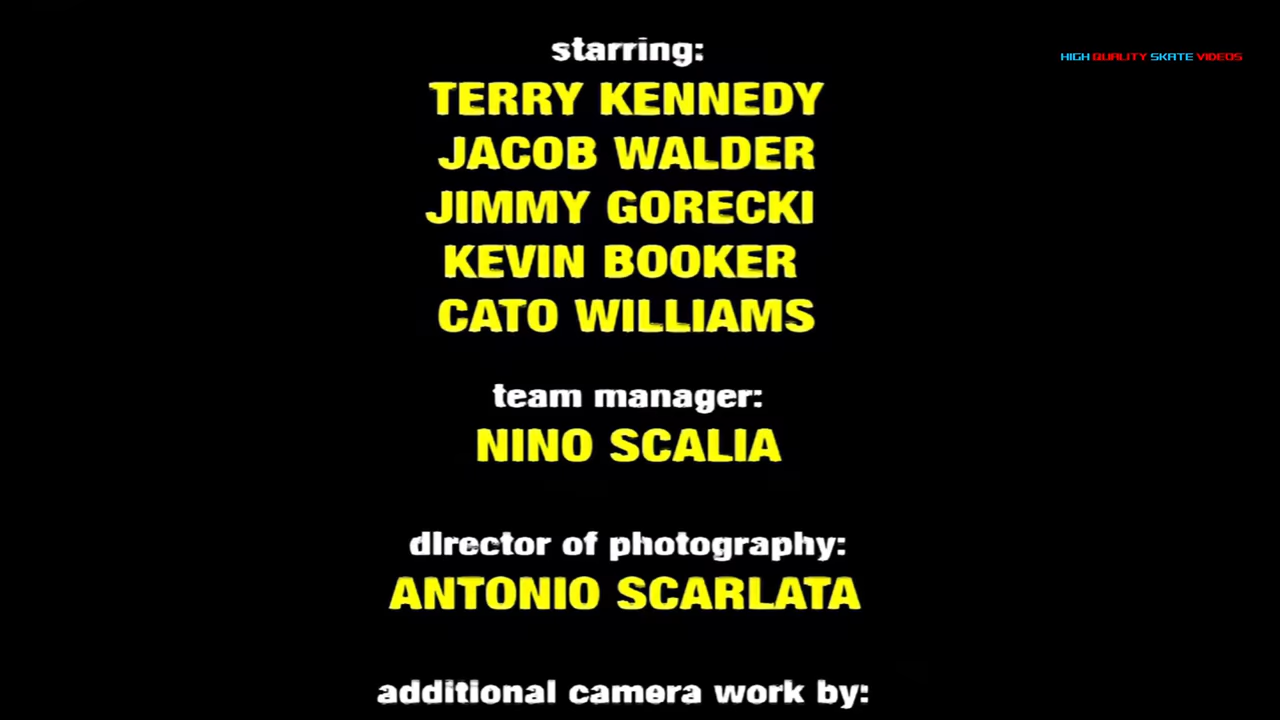 starring:
HIGH QUALITY SKATE VIDEOS
TERRY KENNEDY
JACOB WALDER
JIMMY GORECKI
KEVIN BOOKER
CATO WILLIAMS
team manager:
NINO SCALIA
director of photography:
ANTONIO SCARLATA
additional camera work by: